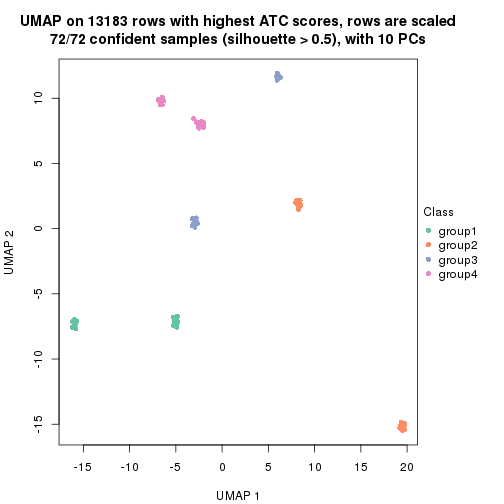 UMAP on 13183 rows with highest ATC scores, rows are scaled
72/72 confident samples (silhouette > 0.5), with 10 PCs
10
5
0
-5
-10
-15
UMAP 2
-15
-10
-5
0
5
10
15
20
UMAP 1
Class
group1
group2
group3
group4